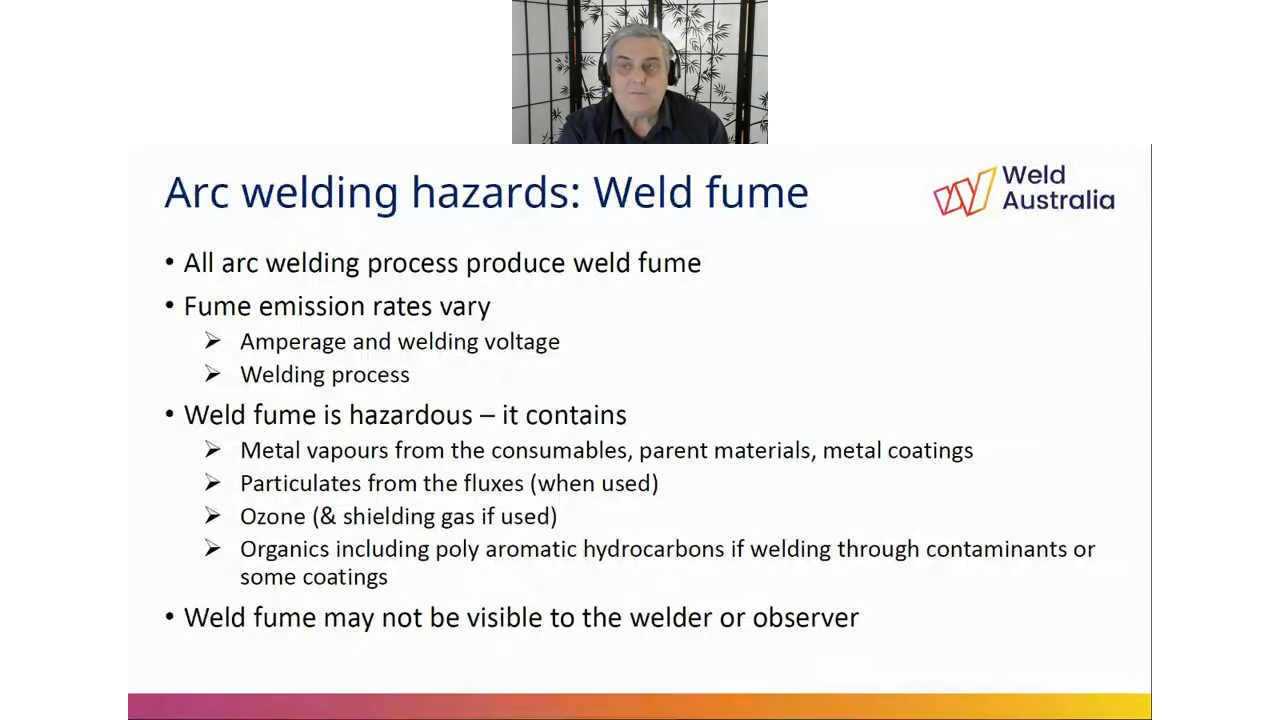 Arc welding hazards: Weld fume
Weld
Australia
• All arc welding process produce weld fume
• Fume emission rates vary
➢ Amperage and welding voltage
➢ Welding process
• Weld fume is hazardous – it contains
➢ Metal vapours from the consumables, parent materials, metal coatings
➢ Particulates from the fluxes (when used)
➢ Ozone (& shielding gas if used)
➢ Organics including poly aromatic hydrocarbons if welding through contaminants or
some coatings
• Weld fume may not be visible to the welder or observer